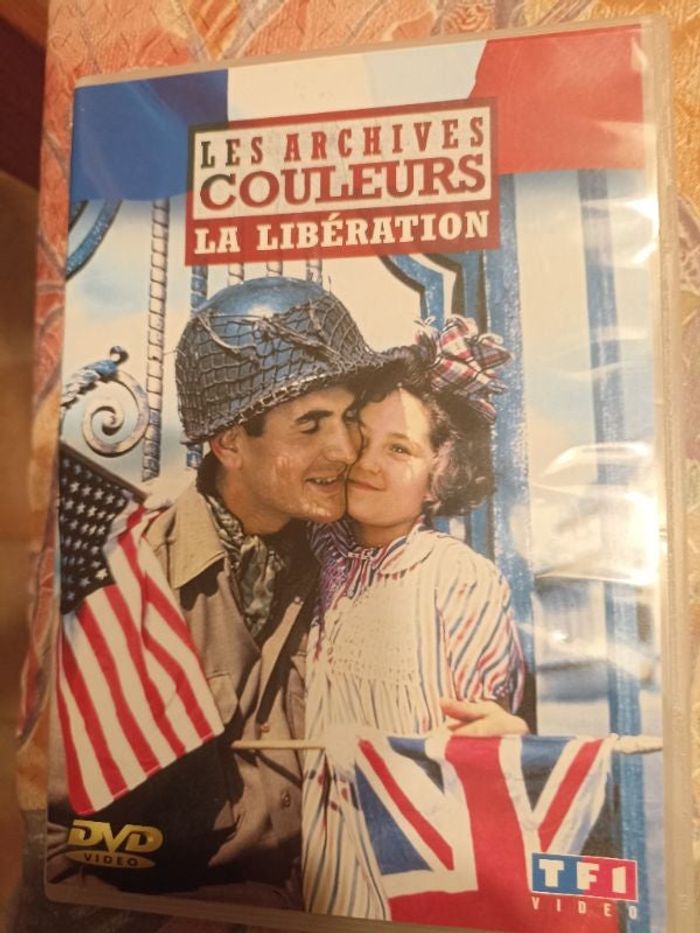 LES ARCHIVES
COULEURS
LA LIBÉRATION
DVD
VIDEO
TF1
VIDEO